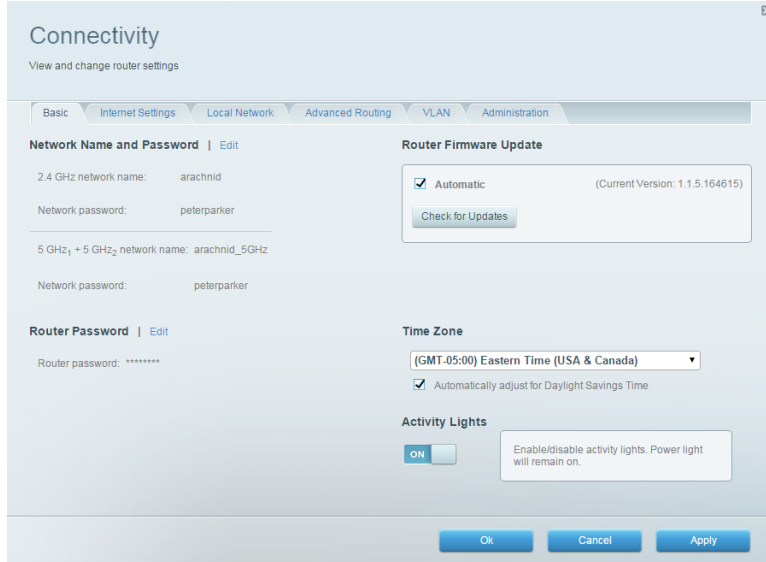 Connectivity
View and change router settings
Basic Internet Settings Local Network Advanced Routing VLAN Administration
Network Name and Password | Edit
2.4 GHz network name: arachnid
Network password: peterparker
5 GHz1 + 5 GHz2 network name: arachnid_5GHz
Network password: peterparker
Router Password | Edit
Router password: ********
Router Firmware Update
Automatic (Current Version: 1.1.5.164615)
Check for Updates
Time Zone
(GMT-05:00) Eastern Time (USA & Canada)
Automatically adjust for Daylight Savings Time
Activity Lights
ON
Enable/disable activity lights. Power light
will remain on.
Ok Cancel Apply